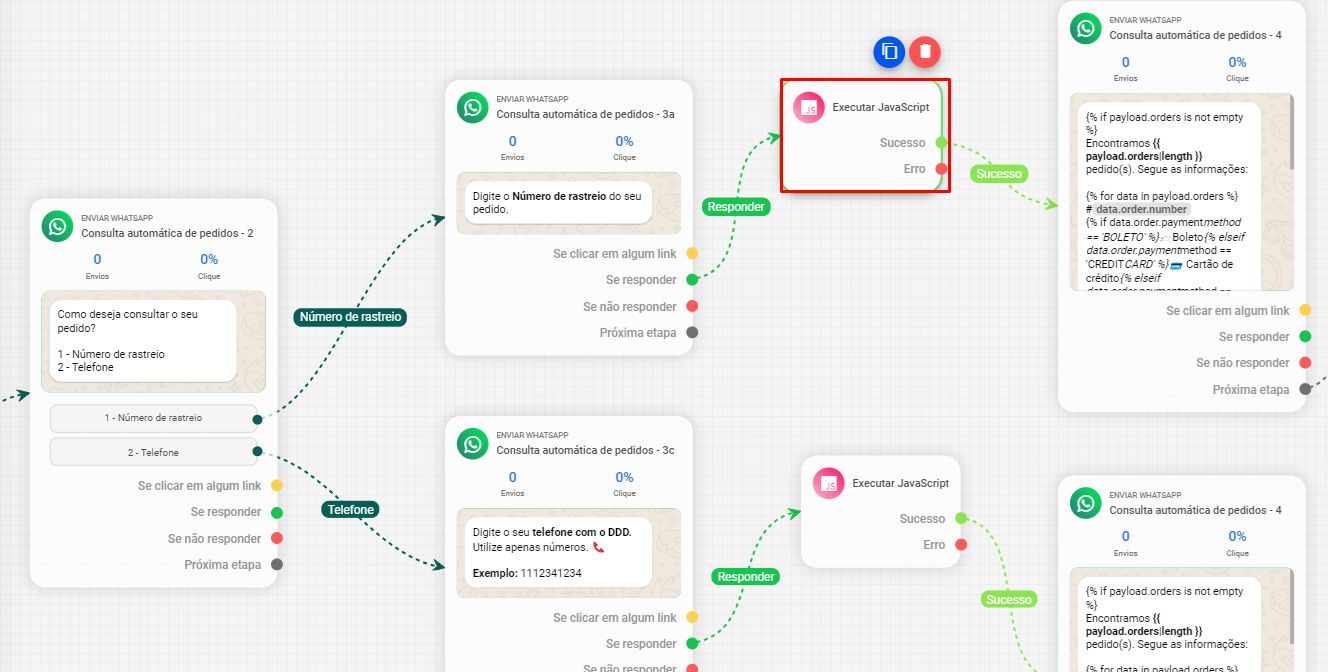 ENVIAR WHATSAPP
Consulta automática de pedidos - 2
0
0%
Envios
Clique
Como deseja consultar o seu
pedido?
1 - Número de rastreio
2 - Telefone
1 - Número de rastreio
2 - Telefone
Se clicar em algum link
Se responder
Se não responder
Próxima etapa
Número de rastreio
Telefone
ENVIAR WHATSAPP
Consulta automática de pedidos - 3a
0
0%
Envios
Clique
Digite o Número de rastreio do seu
pedido.
Se clicar em algum link
Se responder
Se não responder
Próxima etapa
Responder
JS
Executar JavaScript
Sucesso
Erro
Sucesso
ENVIAR WHATSAPP
Consulta automática de pedidos - 4
0
0%
Envios
Clique
{% if payload.orders is not empty
%}
Encontramos {{
payload.orders|length }}
pedido(s). Segue as informações:
{% for data in payload.orders %}
# data.order.number
{% if data.order.paymentmethod
== 'BOLETO' %} Boleto{% elseif
data.order.paymentmethod ==
'CREDITCARD' %} Cartão de
crédito{% elseif
data.order.paymentmethod ==
Se clicar em algum link
Se responder
Se não responder
Próxima etapa
ENVIAR WHATSAPP
Consulta automática de pedidos - 3c
0
0%
Envios
Clique
Digite o seu telefone com o DDD.
Utilize apenas números.
Exemplo: 1112341234
Se clicar em algum link
Se responder
Se não responder
Responder
JS
Executar JavaScript
Sucesso
Erro
Sucesso
ENVIAR WHATSAPP
Consulta automática de pedidos - 4
0
0%
Envios
Clique
{% if payload.orders is not empty
%}
Encontramos {{
payload.orders|length }}
pedido(s). Segue as informações:
{% for data in payload.orders %}